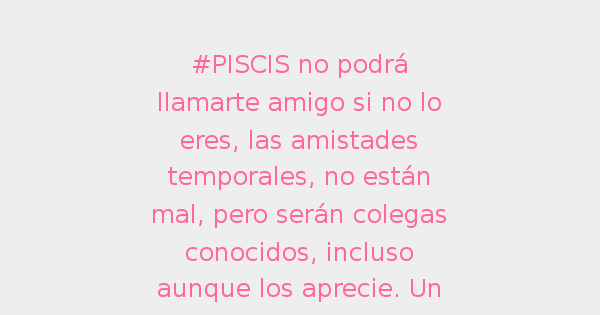 #PISCIS no podrá
llamarte amigo si no lo
eres, las amistades
temporales, no están
mal, pero serán colegas
conocidos, incluso
aunque los aprecie. Un